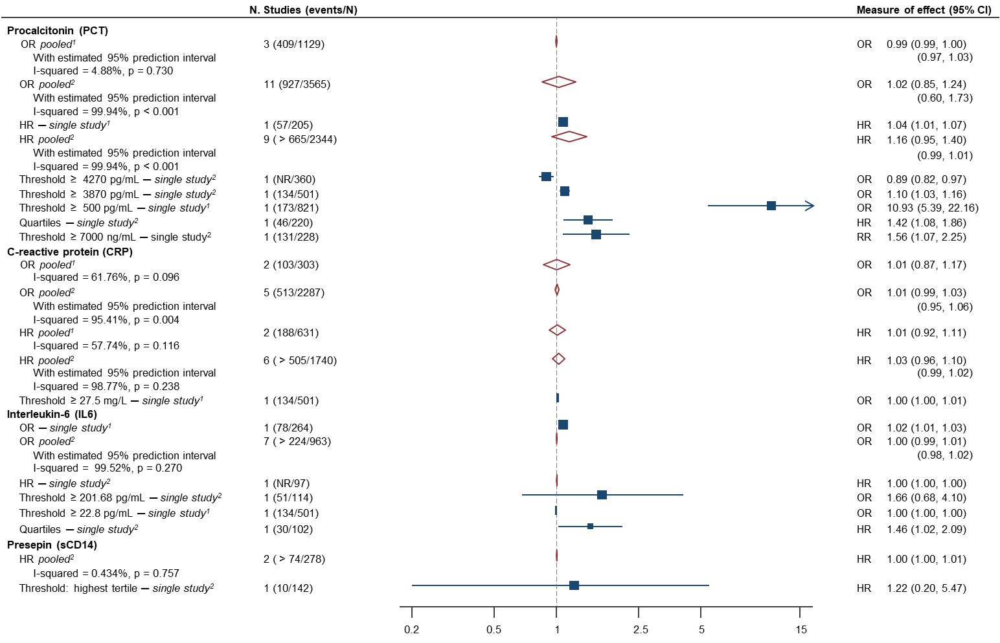 N. Studies (events/N) Measure of effect (95% CI)
Procalcitonin (PCT)
OR pooled¹ 3 (409/1129) OR 0.99 (0.99, 1.00)
With estimated 95% prediction interval (0.97, 1.03)
I-squared = 4.88%, p = 0.730
OR pooled² 11 (927/3565) OR 1.02 (0.85, 1.24)
With estimated 95% prediction interval (0.60, 1.73)
I-squared = 99.94%, p < 0.001
HR – single study¹ 1 (57/205) HR 1.04 (1.01, 1.07)
HR pooled² 9 ( > 665/2344) HR 1.16 (0.95, 1.40)
With estimated 95% prediction interval (0.99, 1.01)
I-squared = 99.94%, p < 0.001
Threshold ≥ 4270 pg/mL – single study² 1 (NR/360) OR 0.89 (0.82, 0.97)
Threshold ≥ 3870 pg/mL – single study² 1 (134/501) OR 1.10 (1.03, 1.16)
Threshold ≥ 500 pg/mL – single study¹ 1 (173/821) OR 10.93 (5.39, 22.16)
Quartiles – single study² 1 (46/220) HR 1.42 (1.08, 1.86)
Threshold ≥ 7000 ng/mL – single study² 1 (131/228) RR 1.56 (1.07, 2.25)
C-reactive protein (CRP)
OR pooled¹ 2 (103/303) OR 1.01 (0.87, 1.17)
I-squared = 61.76%, p = 0.096
OR pooled² 5 (513/2287) OR 1.01 (0.99, 1.03)
With estimated 95% prediction interval (0.95, 1.06)
I-squared = 95.41%, p = 0.004
HR pooled¹ 2 (188/631) HR 1.01 (0.92, 1.11)
I-squared = 57.74%, p = 0.116
HR pooled² 6 ( > 505/1740) HR 1.03 (0.96, 1.10)
With estimated 95% prediction interval (0.99, 1.02)
I-squared = 98.77%, p = 0.238
Threshold ≥ 27.5 mg/L – single study¹ 1 (134/501) OR 1.00 (1.00, 1.01)
Interleukin-6 (IL6)
OR – single study¹ 1 (78/264) OR 1.02 (1.01, 1.03)
OR pooled² 7 ( > 224/963) OR 1.00 (0.99, 1.01)
With estimated 95% prediction interval (0.98, 1.02)
I-squared = 99.52%, p = 0.270
HR – single study² 1 (NR/97) HR 1.00 (1.00, 1.00)
Threshold ≥ 201.68 pg/mL – single study² 1 (51/114) OR 1.66 (0.68, 4.10)
Threshold ≥ 22.8 pg/mL – single study¹ 1 (134/501) OR 1.00 (1.00, 1.00)
Quartiles – single study² 1 (30/102) HR 1.46 (1.02, 2.09)
Presepin (sCD14)
HR pooled² 2 ( > 74/278) HR 1.00 (1.00, 1.01)
I-squared = 0.434%, p = 0.757
Threshold: highest tertile – single study² 1 (10/142) HR 1.22 (0.20, 5.47)
0.2 0.5 1 2.5 5 15